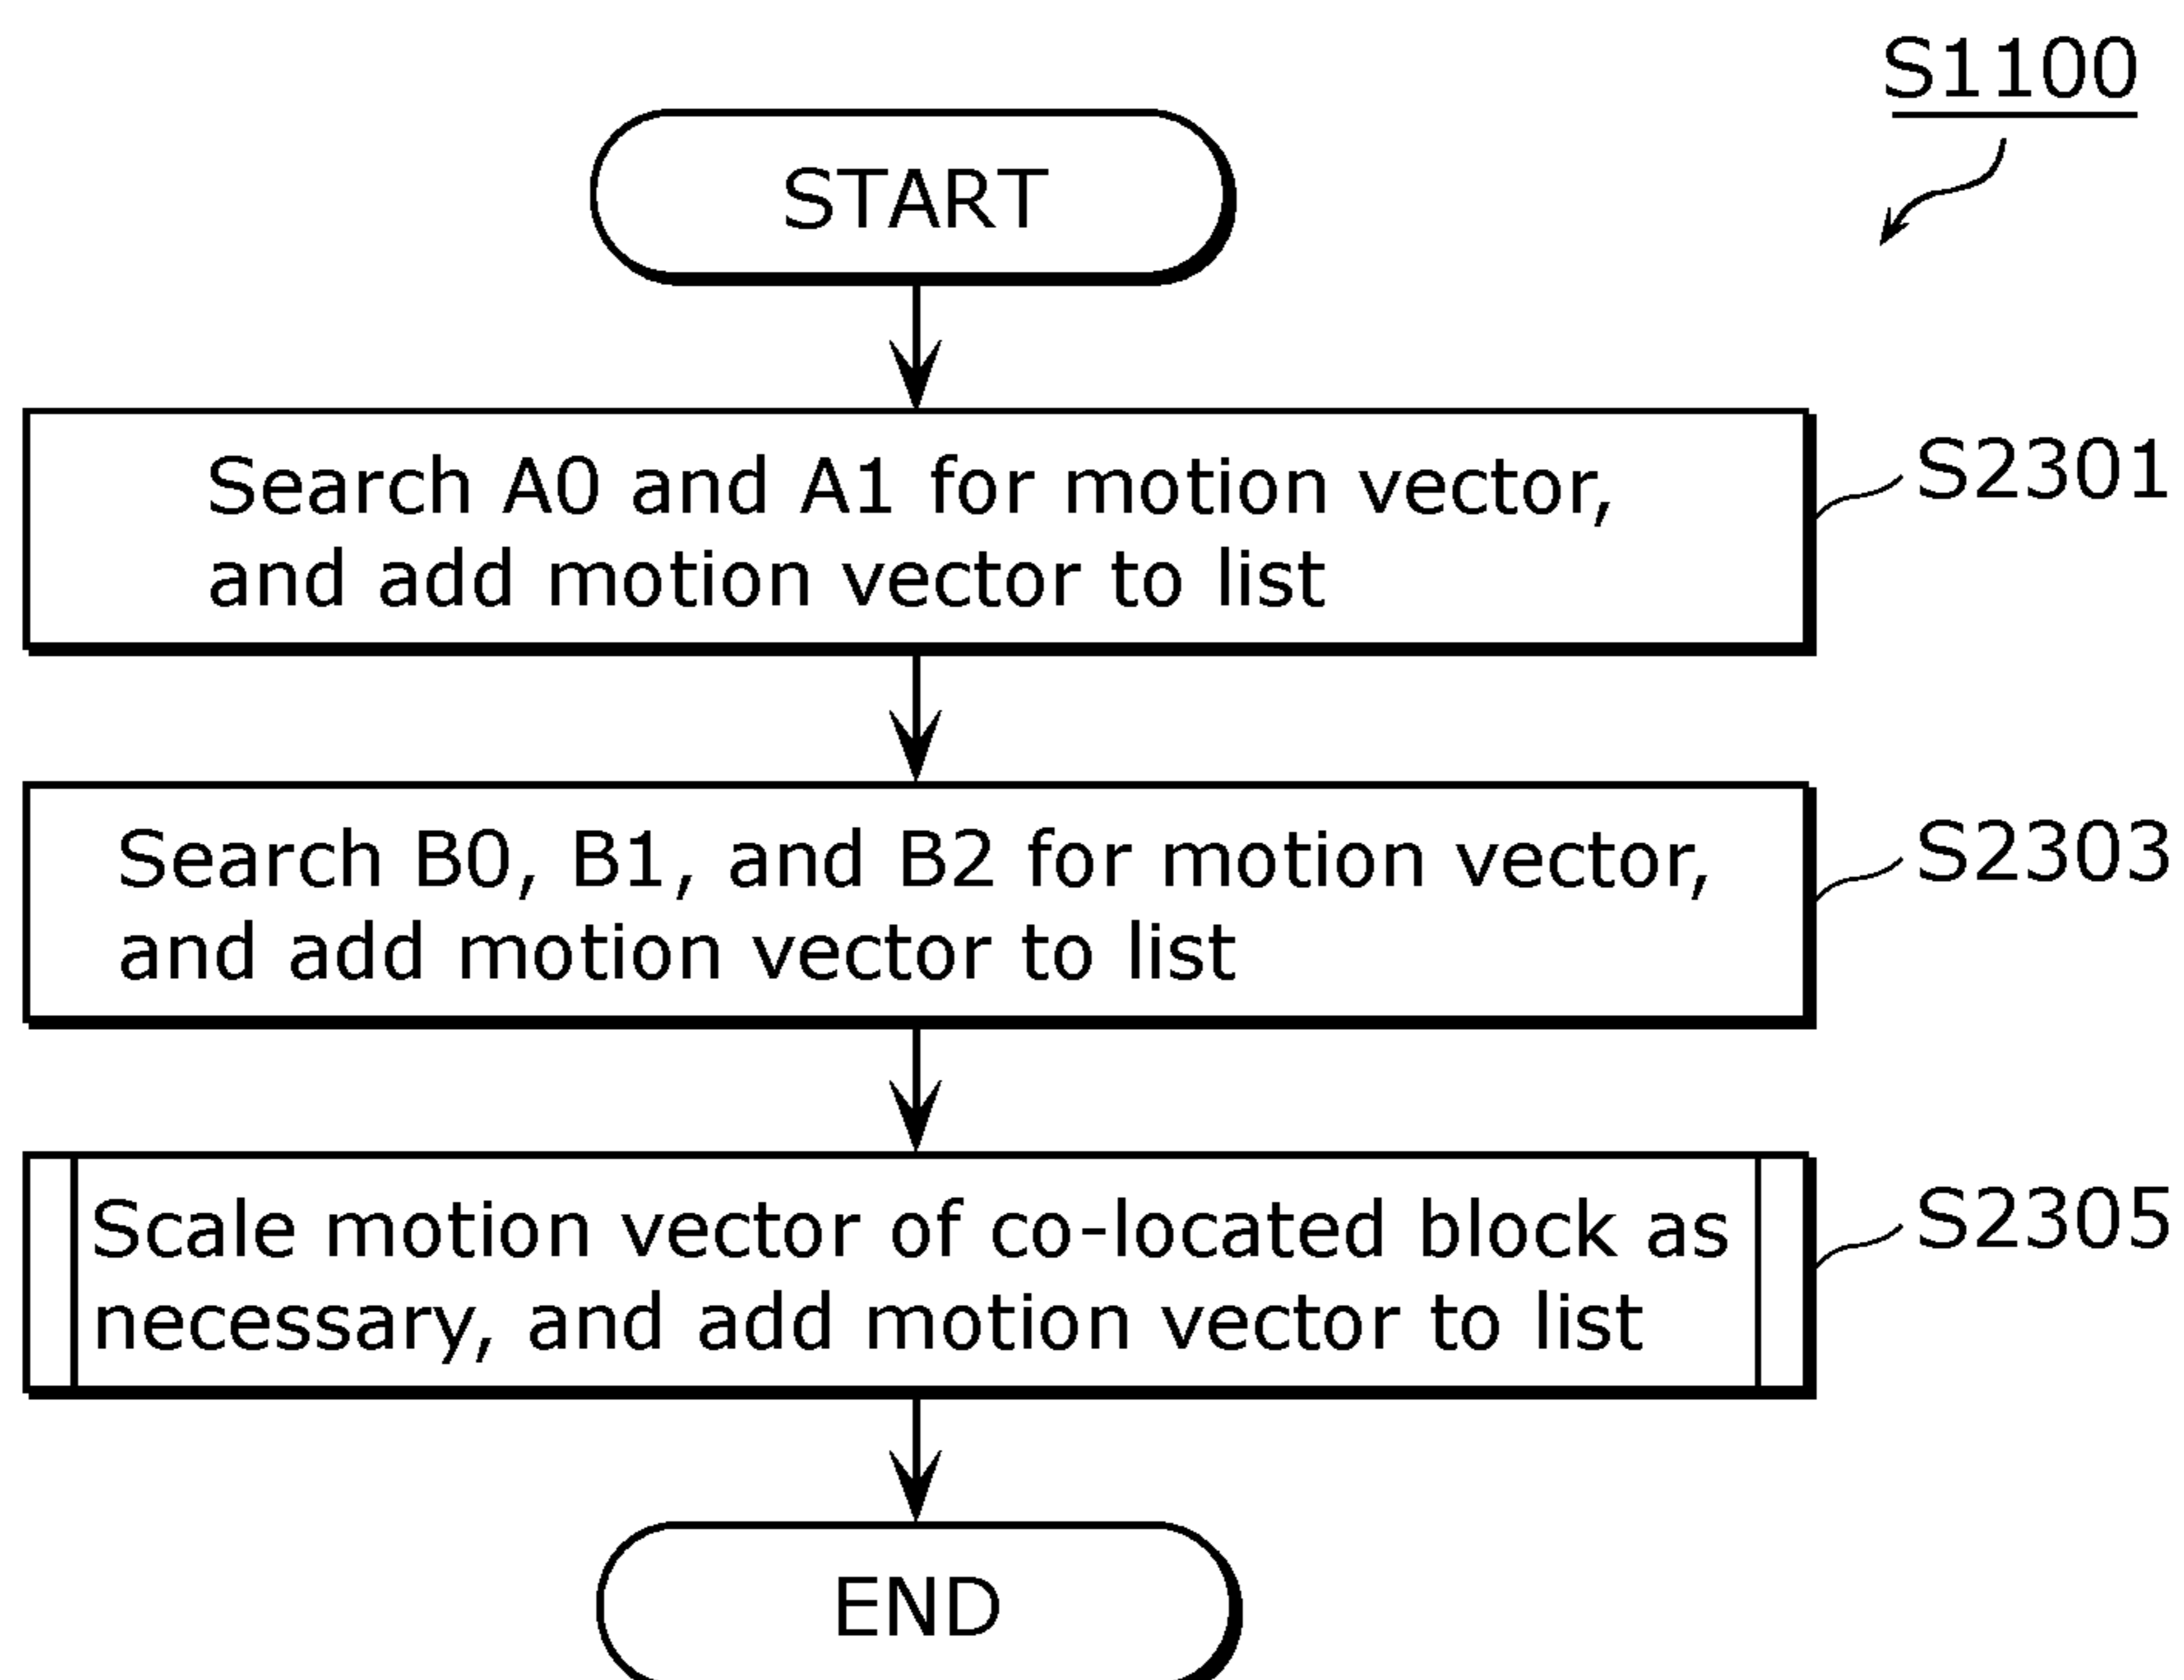 S1100
START
Search A0 and A1 for motion vector,
and add motion vector to list
S2301
Search B0, B1, and B2 for motion vector,
and add motion vector to list
S2303
Scale motion vector of co-located block as
necessary, and add motion vector to list
S2305
END